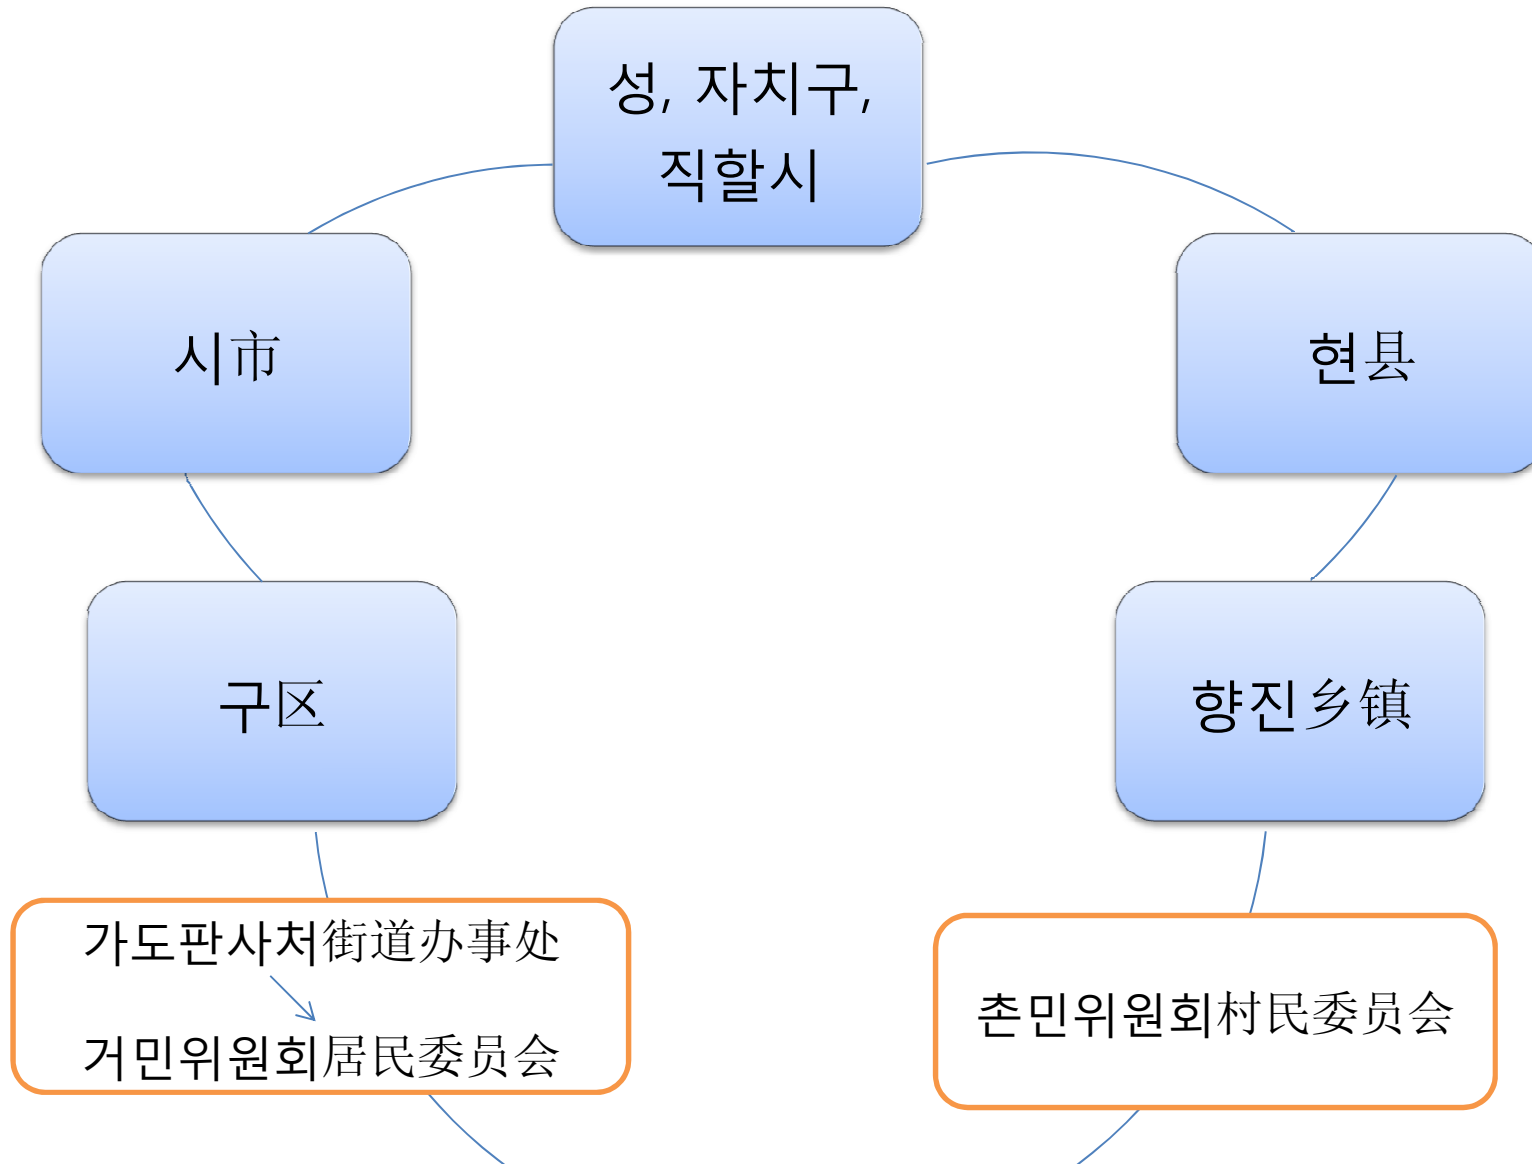 성, 자치구,
직할시
시市
현县
구区
향진乡镇
가도판사처街道办事处
거민위원회居民委员会
촌민위원회村民委员会